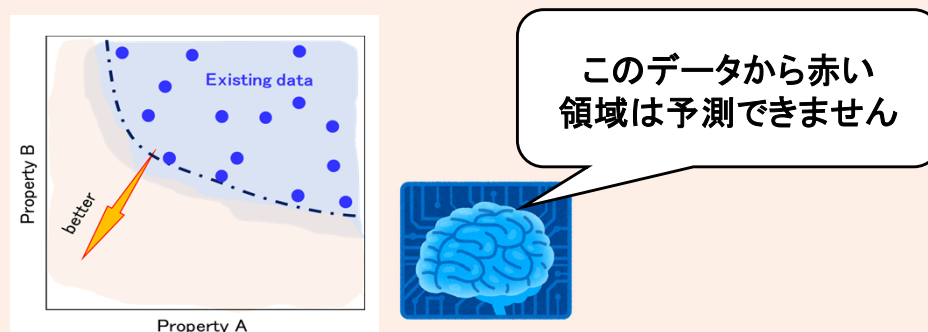 このデータから赤い
領域は予測できません
Existing data
Property B
better
Property A